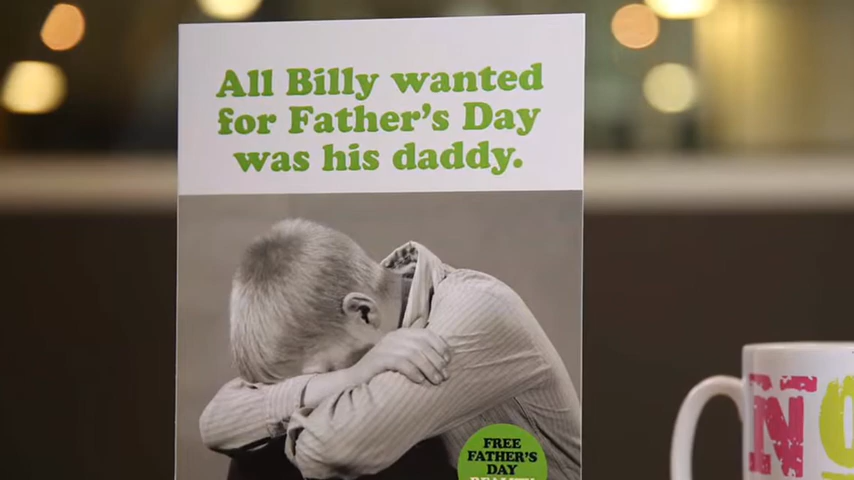 All Billy wanted
for Father's Day
was his daddy.
FREE
FATHER'S
DAY